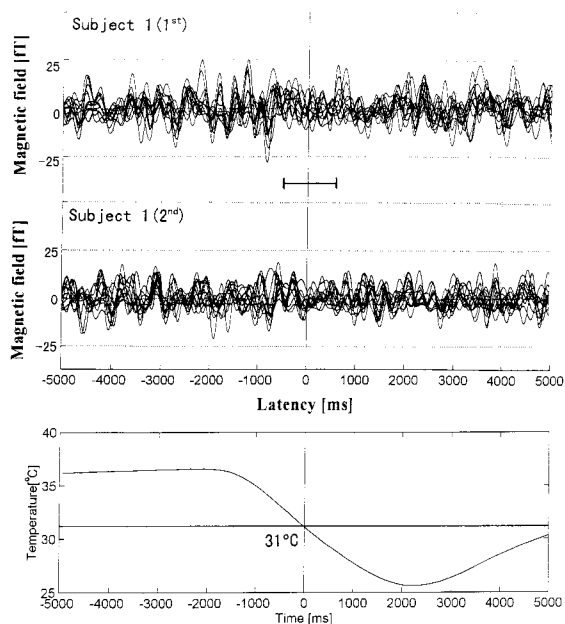 Subject 1(1st)
Magnetic field [fT]
25
0
-25
Subject 1(2nd)
Magnetic field [fT]
25
0
-25
-5000 -4000 -3000 -2000 -1000 0 1000 2000 3000 4000 5000
Latency [ms]
40
35
30
25
Temperature[°C]
31°C
-5000 -4000 -3000 -2000 -1000 0 1000 2000 3000 4000 5000
Time [ms]